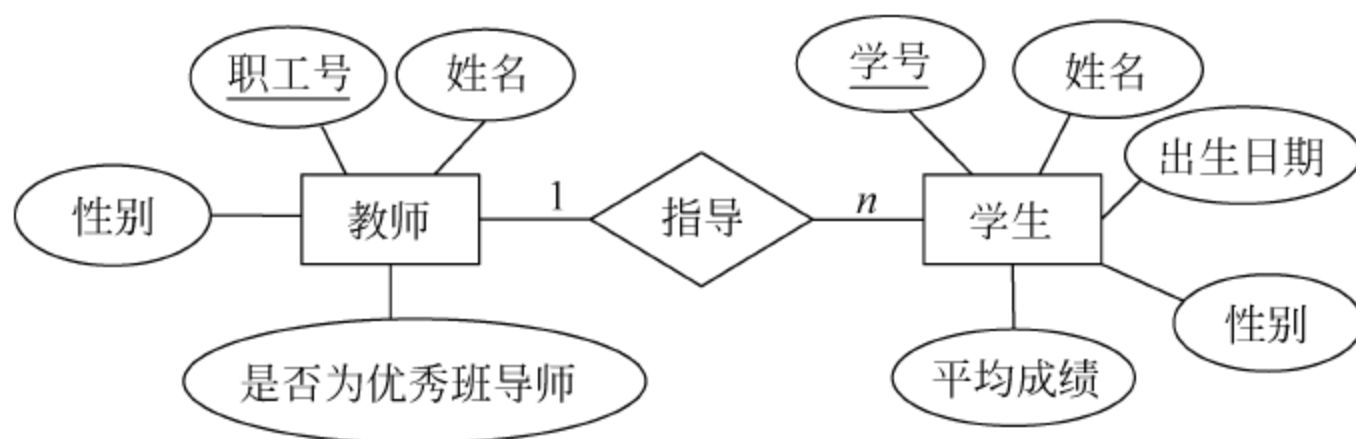 职工号
姓名
学号
姓名
出生日期
性别
教师
1
指导
n
学生
性别
是否为优秀班导师
平均成绩